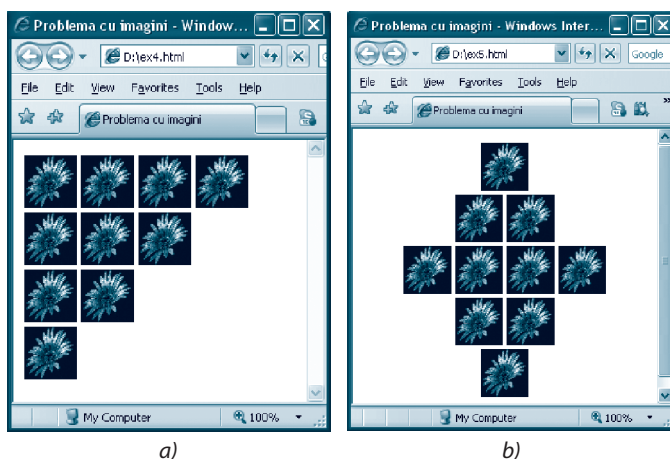 Problema cu imagini - Window...
D:\ex4.html
File Edit View Favorites Tools Help
Problema cu imagini
My Computer 100%
a)
Problema cu imagini - Windows Inter...
D:\ex5.html Google
File Edit View Favorites Tools Help
Problema cu imagini »
My Computer 100%
b)